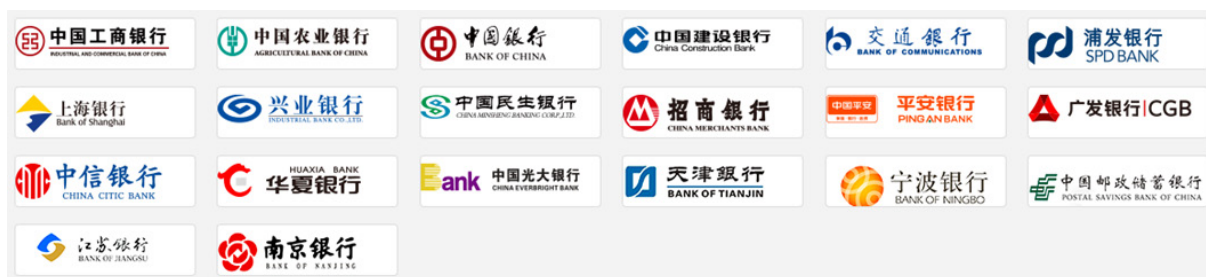 中国工商银行
INDUSTRIAL AND COMMERCIAL BANK OF CHINA
中国农业银行
AGRICULTURAL BANK OF CHINA
中国银行
BANK OF CHINA
中国建设银行
China Construction Bank
交通銀行
BANK OF COMMUNICATIONS
浦发银行
SPD BANK
上海银行
Bank of Shanghai
兴业银行
INDUSTRIAL BANK CO.,LTD.
中国民生银行
CHINA MINSHENG BANKING CORP.,LTD
招商银行
CHINA MERCHANTS BANK
中国平安
平安银行
PING AN BANK
广发银行|CGB
中信银行
CHINA CITIC BANK
HUAXIA BANK
华夏银行
Bank
中国光大银行
CHINA EVERBRIGHT BANK
天津銀行
BANK OF TIANJIN
宁波银行
BANK OF NINGBO
中国邮政储蓄银行
POSTAL SAVINGS BANK OF CHINA
江苏银行
BANK OF JIANGSU
南京银行
BANK OF NANJING